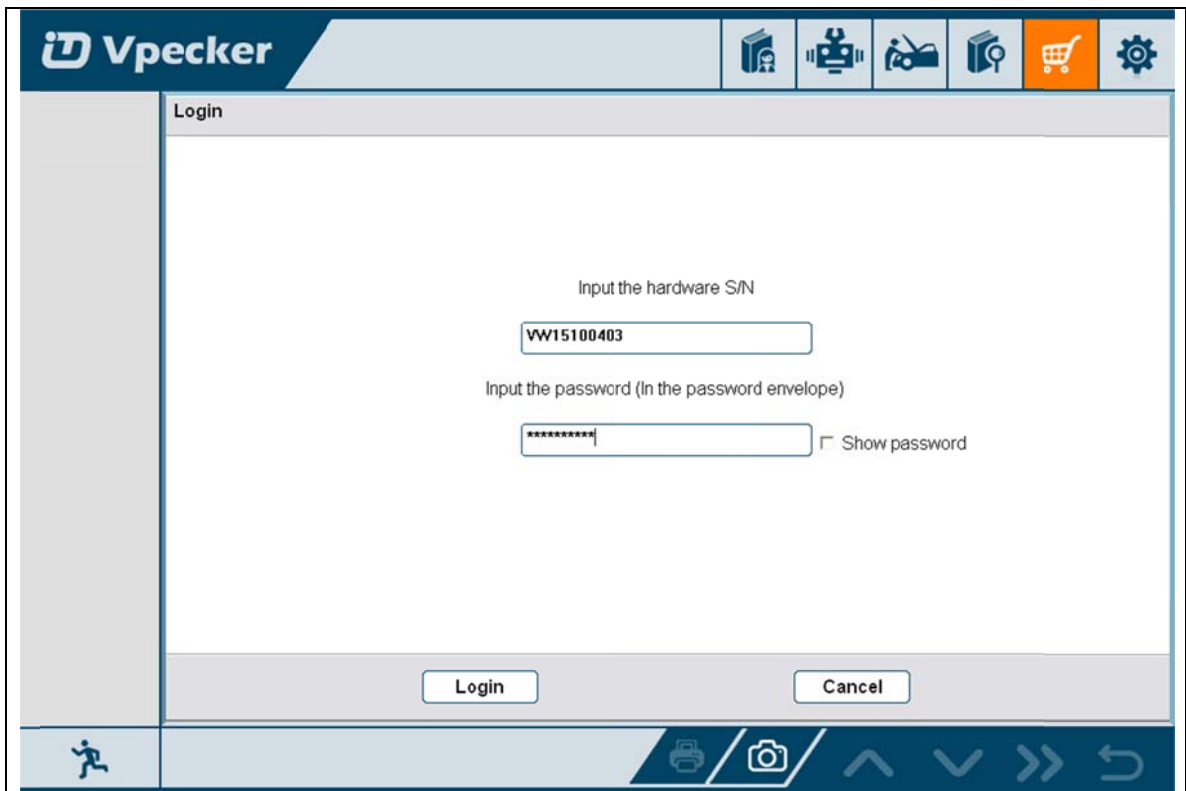 Vpecker
Login
Input the hardware S/N
VW15100403
Input the password (In the password envelope)
**********
Show password
Login
Cancel